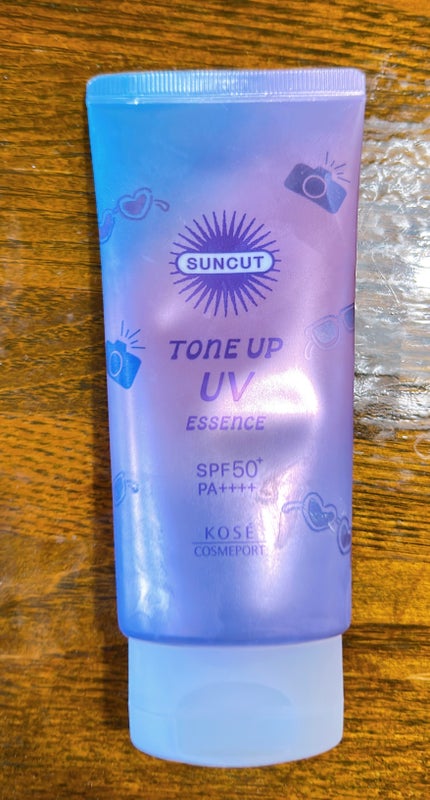 SUNCUT
TONE UP
UV
ESSENCE
SPF50+
PA++++
KOSÉ
COSMEPORT